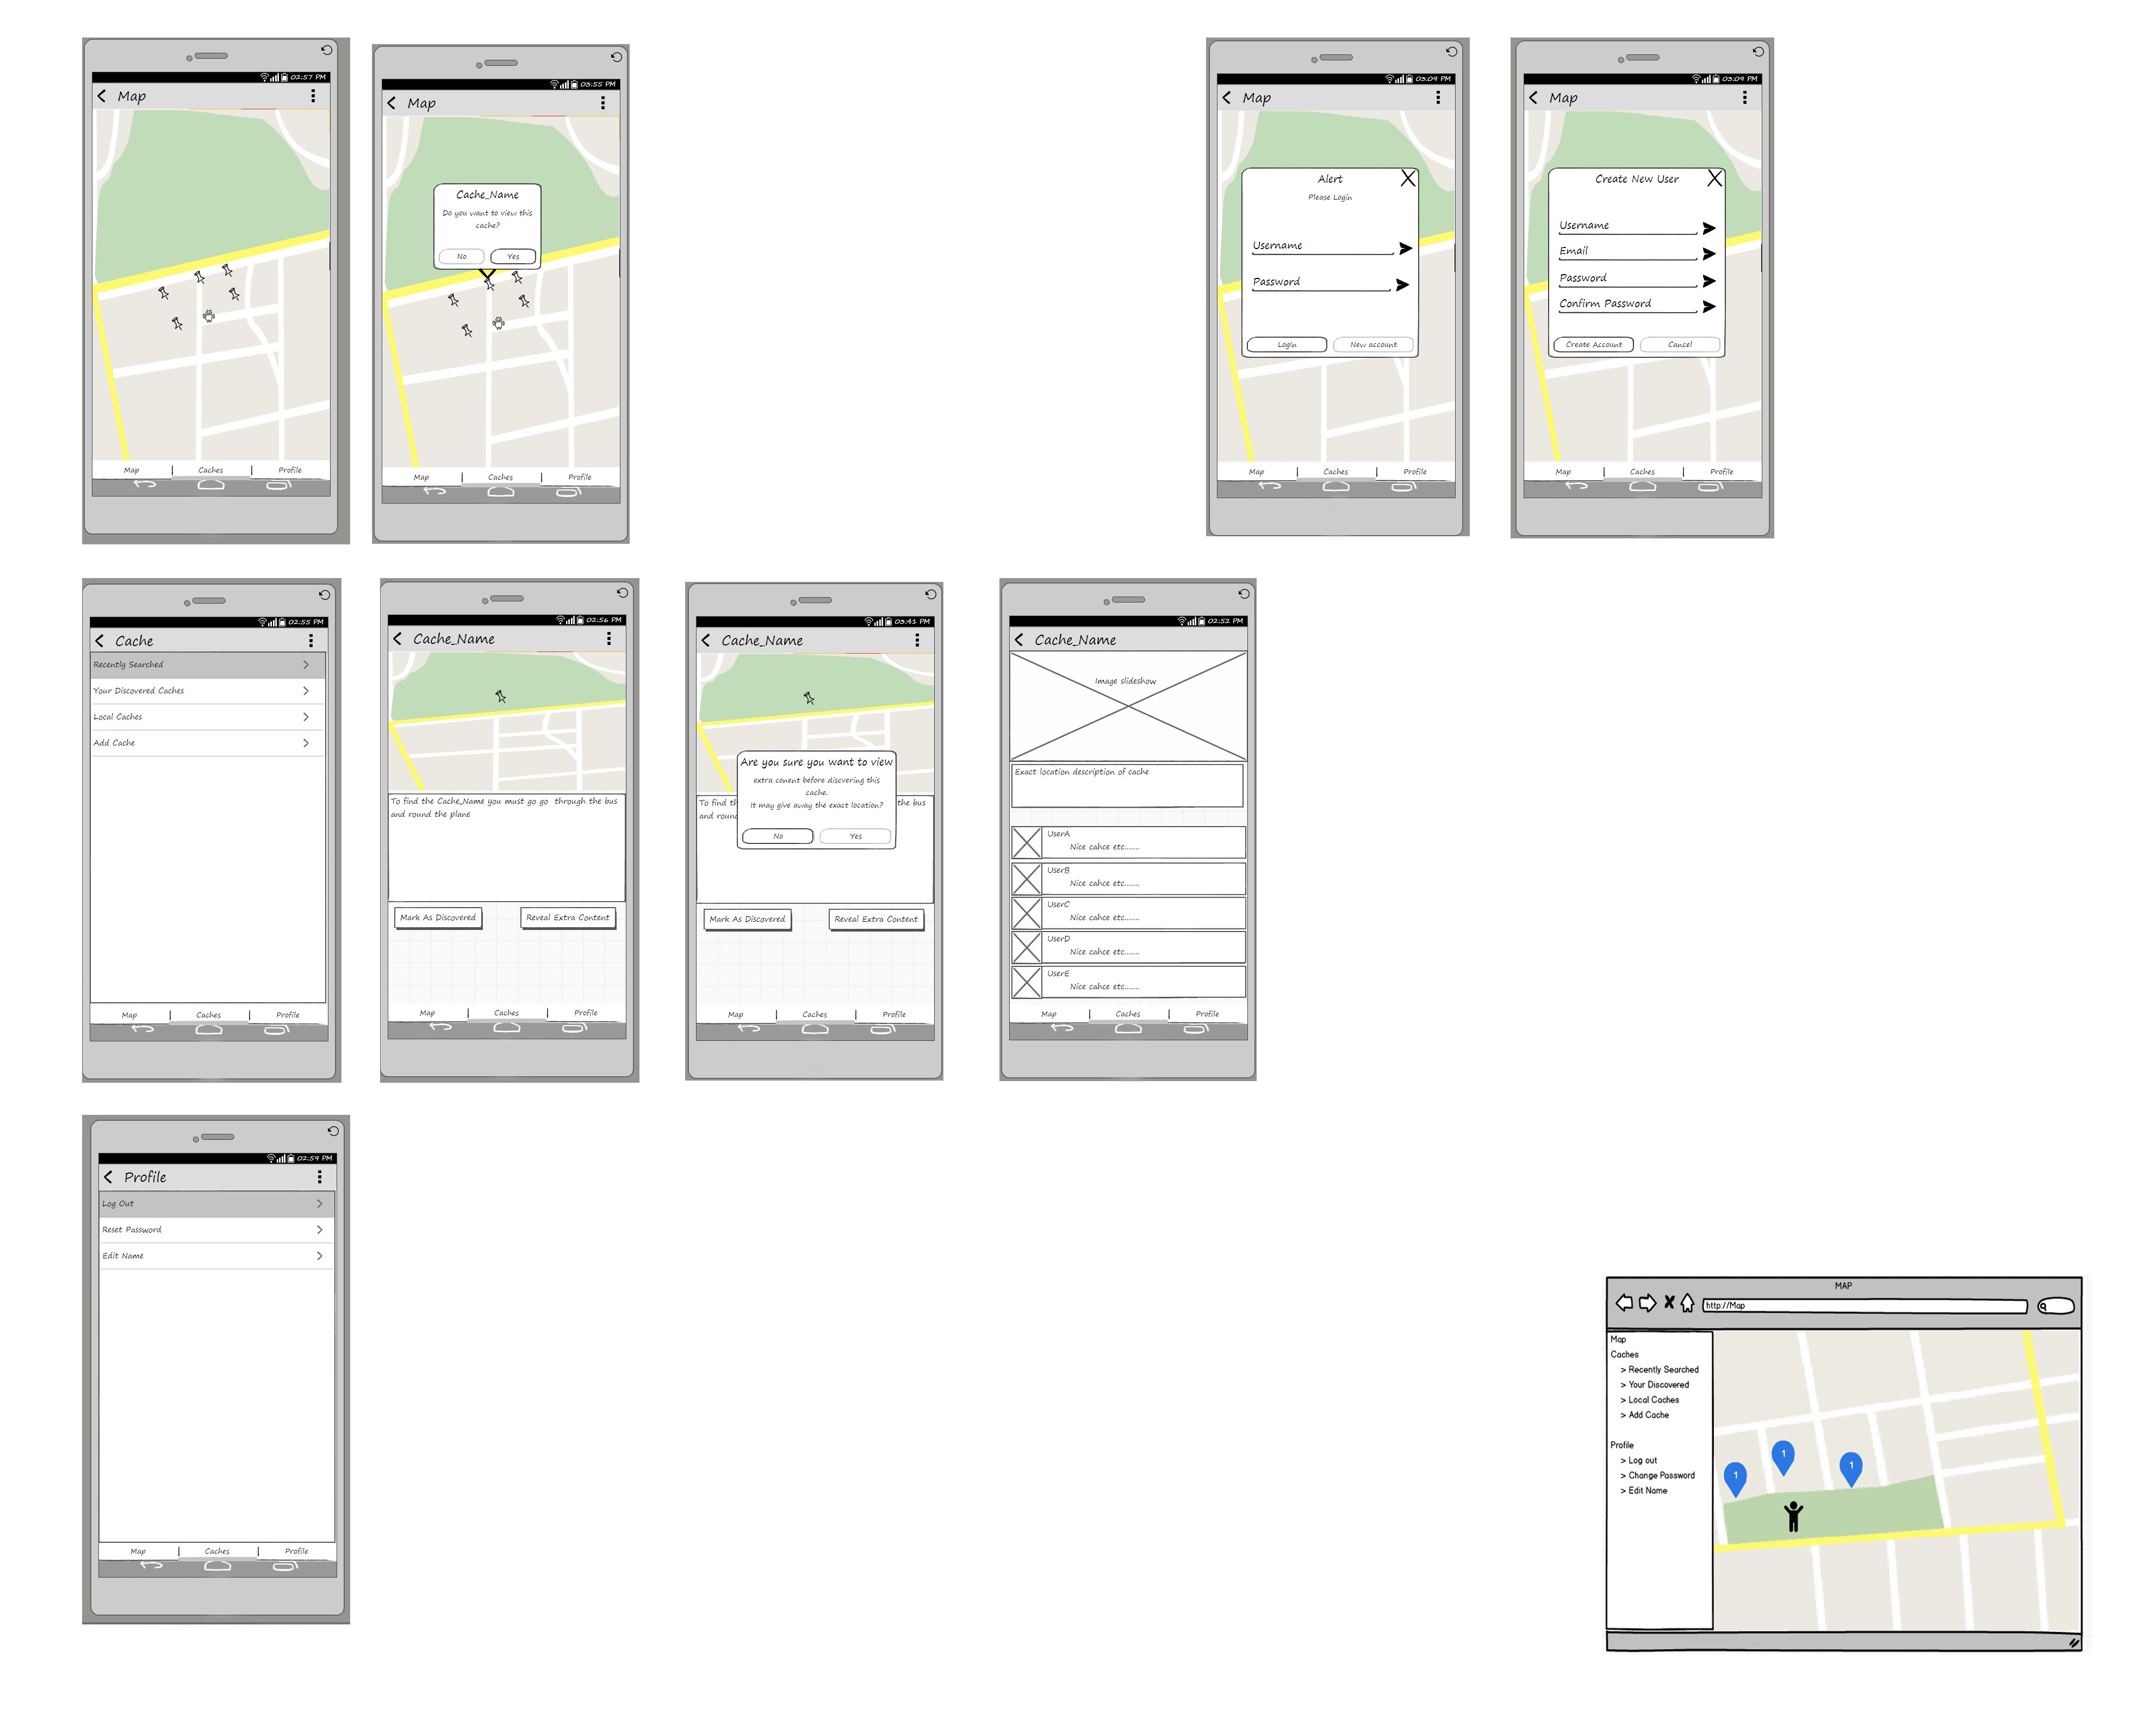 02:57 PM
Map
Map
Caches
Profile
03:55 PM
Map
Cache_Name
Do you want to view this
cache?
No
Yes
Map
Caches
Profile
03:09 PM
Map
Alert
Please Login
Username
Password
Login
New account
Map
Caches
Profile
03:09 PM
Map
Create New User
Username
Email
Password
Confirm Password
Create Account
Cancel
Map
Caches
Profile
02:55 PM
Cache
Recently Searched
Your Discovered Caches
Local Caches
Add Cache
Map
Caches
Profile
02:56 PM
Cache_Name
To find the Cache_Name you must go go through the bus
and round the plane
Mark As Discovered
Reveal Extra Content
Map
Caches
Profile
03:41 PM
Cache_Name
Are you sure you want to view
extra conent before discvering this
cache.
It may give away the exact location?
No
Yes
To find th
the bus
and roun
Mark As Discovered
Reveal Extra Content
Map
Caches
Profile
02:52 PM
Cache_Name
Image slideshow
Exact location description of cache
UserA
Nice cahce etc.......
UserB
Nice cahce etc.......
UserC
Nice cahce etc.......
UserD
Nice cahce etc.......
UserE
Nice cahce etc.......
Map
Caches
Profile
02:59 PM
Profile
Log Out
Reset Password
Edit Name
Map
Caches
Profile
MAP
http://Map
Map
Caches
> Recently Searched
> Your Discovered
> Local Caches
> Add Cache
Profile
> Log out
> Change Password
> Edit Name
1
1
1